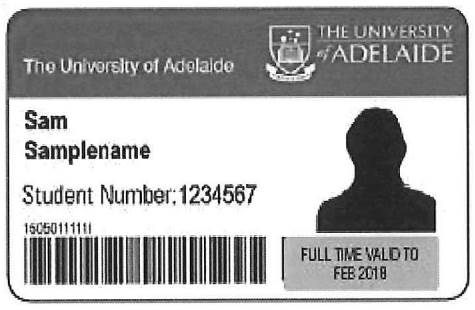 The University of Adelaide
THE UNIVERSITY
of ADELAIDE
Sam
Samplename
Student Number:1234567
16050111111
FULL TIME VALID TO
FEB 2018